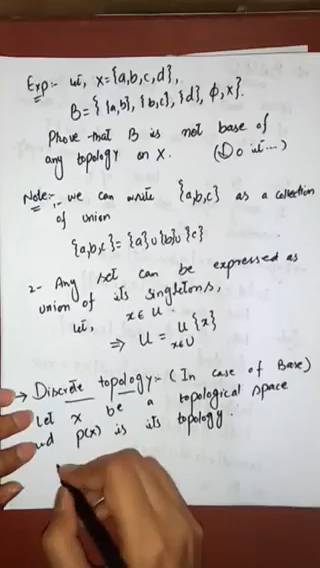 Exp:- let, X={a,b,c,d},
B={ {a,b}, {b,c}, {d}, φ, x}.
Prove that B is not base of
any topology on X. (Do it...)
Note:- we can write {a,b,c} as a collection
of union
{a,b,c} = {a}∪{b}∪{c}
2- Any set can be expressed as
union of its singletons,
let, x∈U.
⇒ U = ∪{x}
x∈U
→ Discrete topology:- (In case of Base)
Let X be a topological space
and p(x) is its topology.